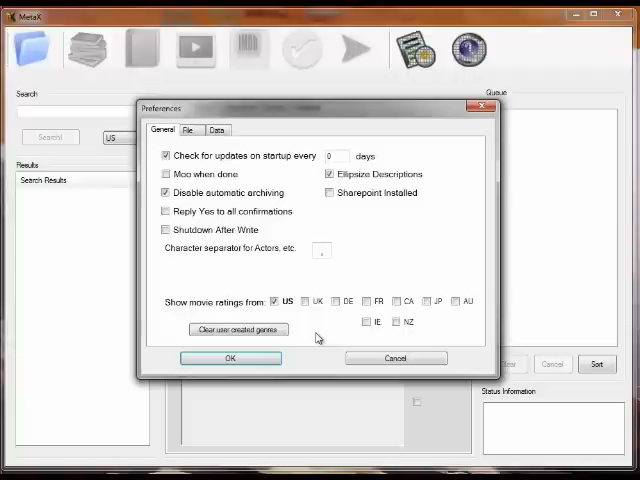 MetaX
Search
Queue
Preferences
General File Data
Search!
US
Check for updates on startup every 0 days
Results
Moo when done
Ellipsize Descriptions
Search Results
Disable automatic archiving
Sharepoint Installed
Reply Yes to all confirmations
Shutdown After Write
Character separator for Actors, etc. ,
Show movie ratings from: US UK DE FR CA JP AU
IE NZ
Clear user created genres
OK
Cancel
Cancel
Sort
Status Information